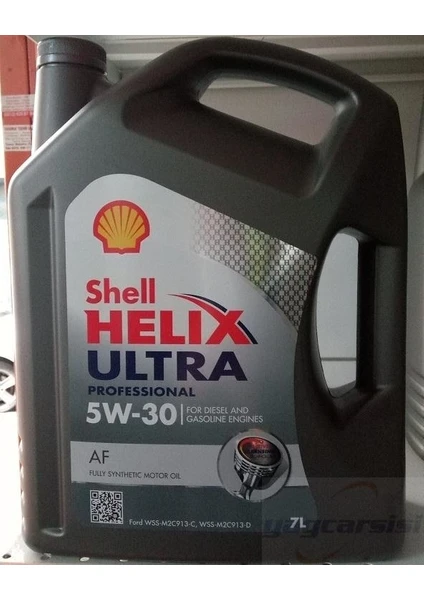 Shell
HELIX
ULTRA
PROFESSIONAL
5W-30
FOR DIESEL AND
GASOLINE ENGINES
AF
FULLY SYNTHETIC MOTOR OIL
Ford WSS-M2C913-C, WSS-M2C913-D
7L
yagcarsisi